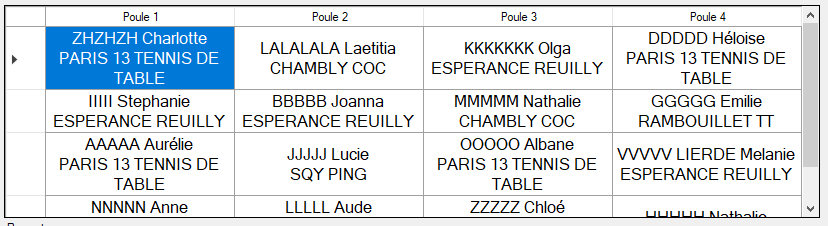 Poule 1 Poule 2 Poule 3 Poule 4
ZHZHZH Charlotte
PARIS 13 TENNIS DE
TABLE
LALALALA Laetitia
CHAMBLY COC
KKKKKKK Olga
ESPERANCE REUILLY
DDDDD Héloise
PARIS 13 TENNIS DE
TABLE
IIIII Stephanie
ESPERANCE REUILLY
BBBBB Joanna
ESPERANCE REUILLY
MMMMM Nathalie
CHAMBLY COC
GGGGG Emilie
RAMBOUILLET TT
AAAAA Aurélie
PARIS 13 TENNIS DE
TABLE
JJJJJ Lucie
SQY PING
OOOOO Albane
PARIS 13 TENNIS DE
TABLE
VVVVV LIERDE Melanie
ESPERANCE REUILLY
NNNNN Anne
LLLLL Aude
ZZZZZ Chloé
HHHHH Nathalie